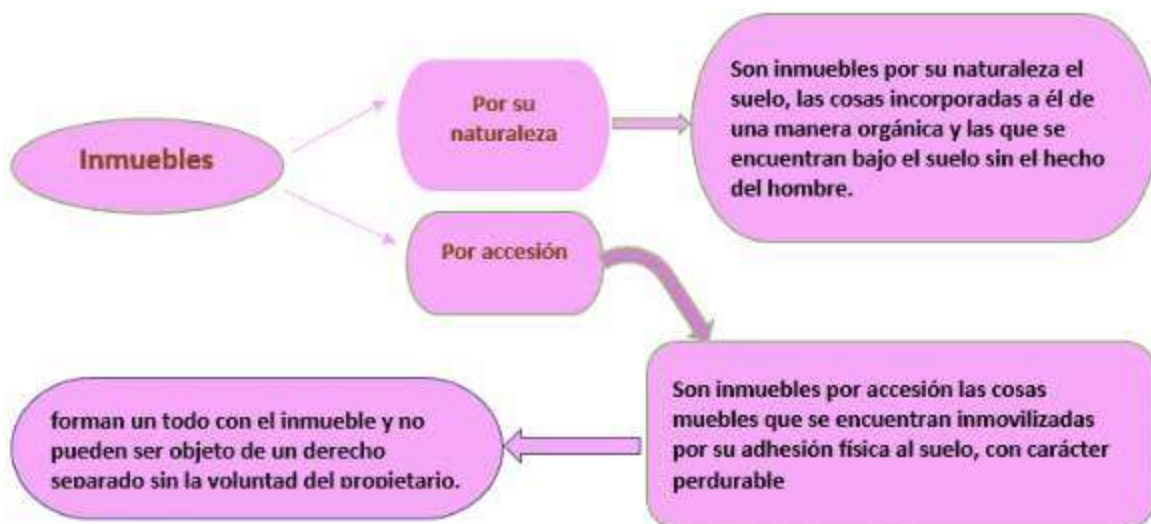 Inmuebles
Por su
naturaleza
Son inmuebles por su naturaleza el
suelo, las cosas incorporadas a él de
una manera orgánica y las que se
encuentran bajo el suelo sin el hecho
del hombre.
Por accesión
Son inmuebles por accesión las cosas
muebles que se encuentran inmovilizadas
por su adhesión física al suelo, con carácter
perdurable
forman un todo con el inmueble y no
pueden ser objeto de un derecho
separado sin la voluntad del propietario.